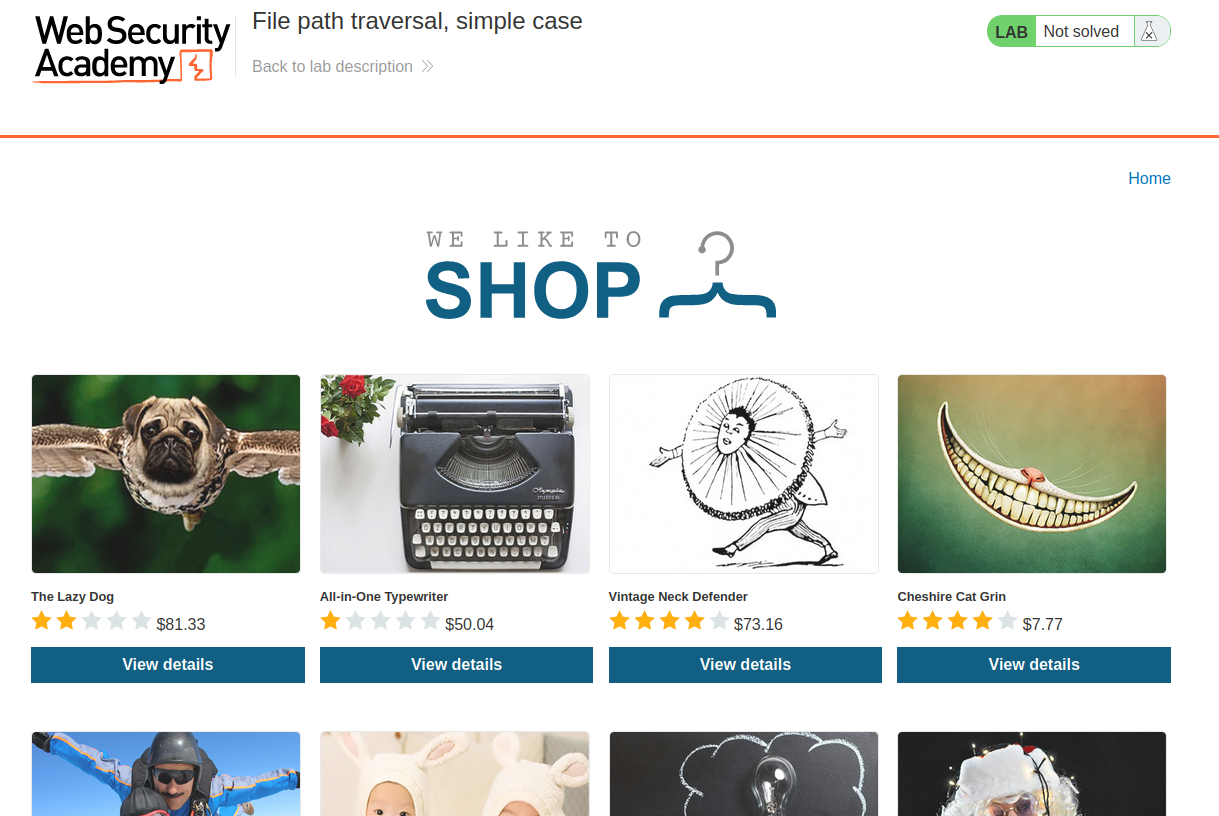 Web Security
Academy
File path traversal, simple case
Back to lab description
LAB Not solved
Home
WE LIKE TO
SHOP
The Lazy Dog
$81.33
View details
All-in-One Typewriter
$50.04
View details
Vintage Neck Defender
$73.16
View details
Cheshire Cat Grin
$7.77
View details